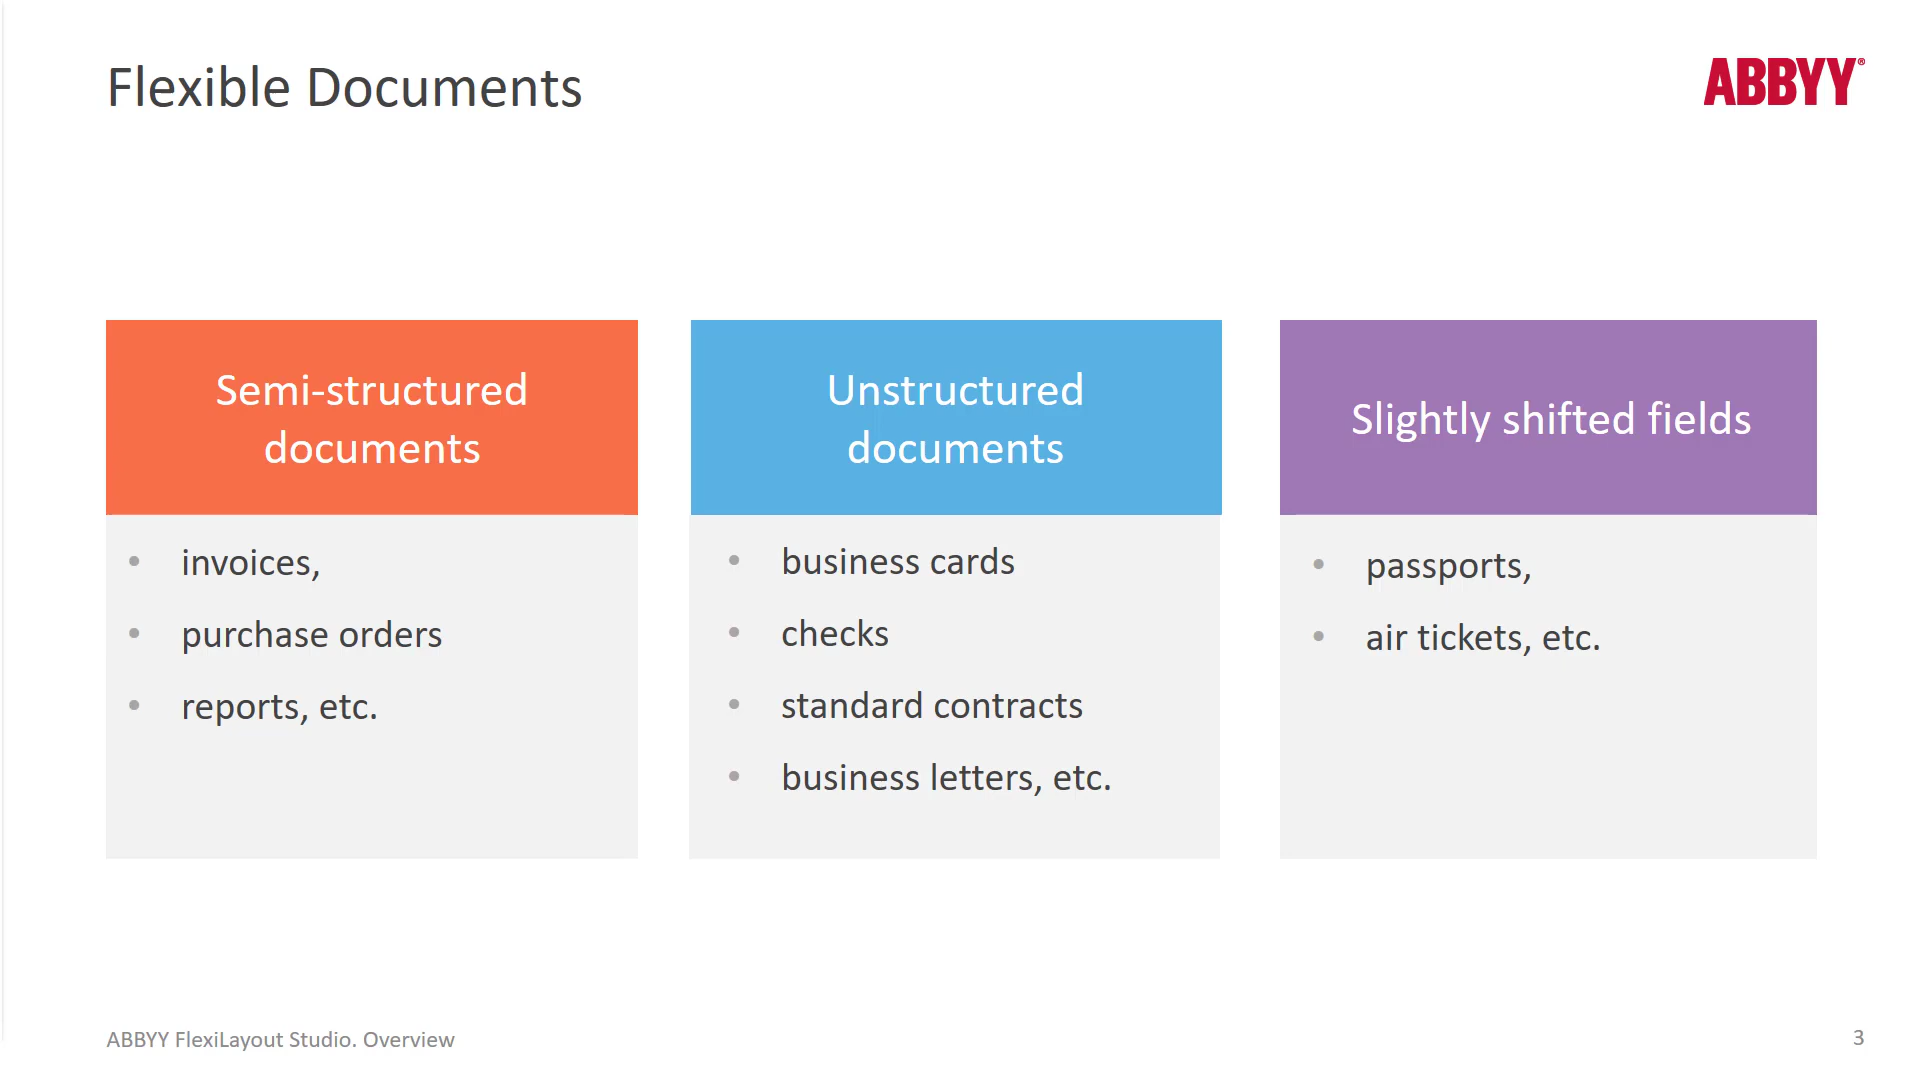 Flexible Documents
ABBYY®
Semi-structured
documents
• invoices,
• purchase orders
• reports, etc.
Unstructured
documents
• business cards
• checks
• standard contracts
• business letters, etc.
Slightly shifted fields
• passports,
• air tickets, etc.
ABBYY FlexiLayout Studio. Overview
3